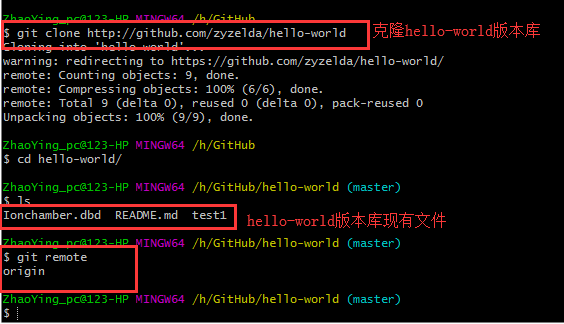 ZhaoYing_pc@123-HP MINGW64 /h/GitHub
$ git clone http://github.com/zyzelda/hello-world
克隆hello-world版本库
Cloning into 'hello-world'...
warning: redirecting to https://github.com/zyzelda/hello-world/
remote: Counting objects: 9, done.
remote: Compressing objects: 100% (6/6), done.
remote: Total 9 (delta 0), reused 0 (delta 0), pack-reused 0
Unpacking objects: 100% (9/9), done.
ZhaoYing_pc@123-HP MINGW64 /h/GitHub
$ cd hello-world/
ZhaoYing_pc@123-HP MINGW64 /h/GitHub/hello-world (master)
$ ls
Ionchamber.dbd README.md test1
hello-world版本库现有文件
ZhaoYing_pc@123-HP MINGW64 /h/GitHub/hello-world (master)
$ git remote
origin
ZhaoYing_pc@123-HP MINGW64 /h/GitHub/hello-world (master)
$